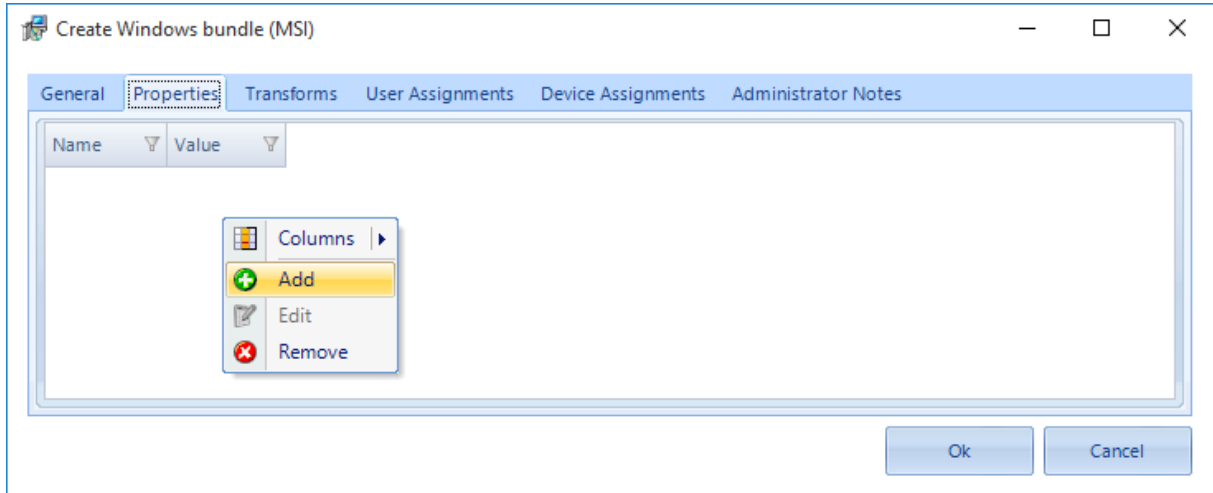 Create Windows bundle (MSI)
General Properties Transforms User Assignments Device Assignments Administrator Notes
Name Value
Columns
Add
Edit
Remove
Ok Cancel